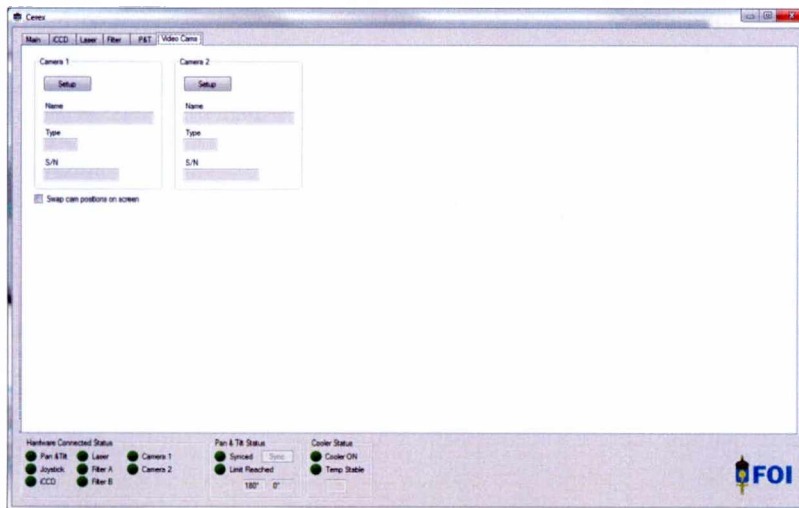 Cerex
Main iCCD Laser Filter P&T Video Cams
Camera 1 Camera 2
Setup Setup
Name Name
Type Type
S/N S/N
Swap cam positions on screen
Hardware Connected Status Pan & Tilt Status Cooler Status
Pan &Tilt Laser Camera 1 Synced Sync Cooler ON
Joystick Filter A Camera 2 Limit Reached Temp Stable
iCCD Filter B 180° 0°
FOI